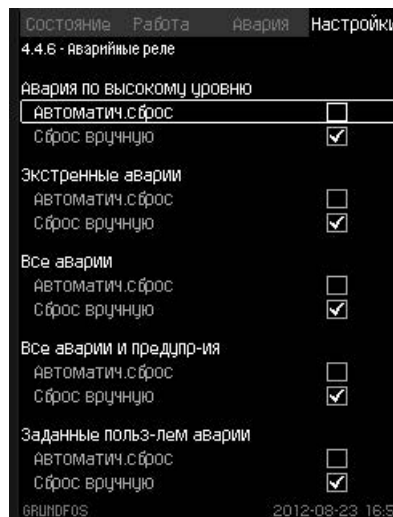 Состояние Работа Авария Настройки
4.4.6 - Аварийные реле
Авария по высокому уровню
Автоматич.сброс
Сброс вручную
Экстренные аварии
Автоматич.сброс
Сброс вручную
Все аварии
Автоматич.сброс
Сброс вручную
Все аварии и предупр-ия
Автоматич.сброс
Сброс вручную
Заданные польз-лем аварии
Автоматич.сброс
Сброс вручную
GRUNDFOS 2012-08-23 16:5